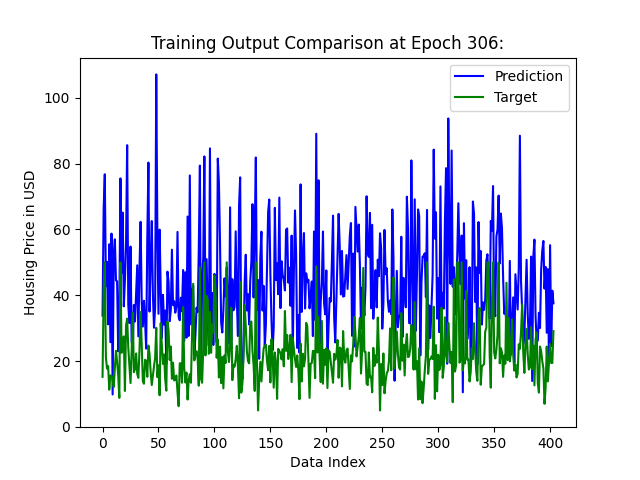 Training Output Comparison at Epoch 306:
Prediction
Target
100
80
60
40
20
0
Housing Price in USD
0 50 100 150 200 250 300 350 400
Data Index